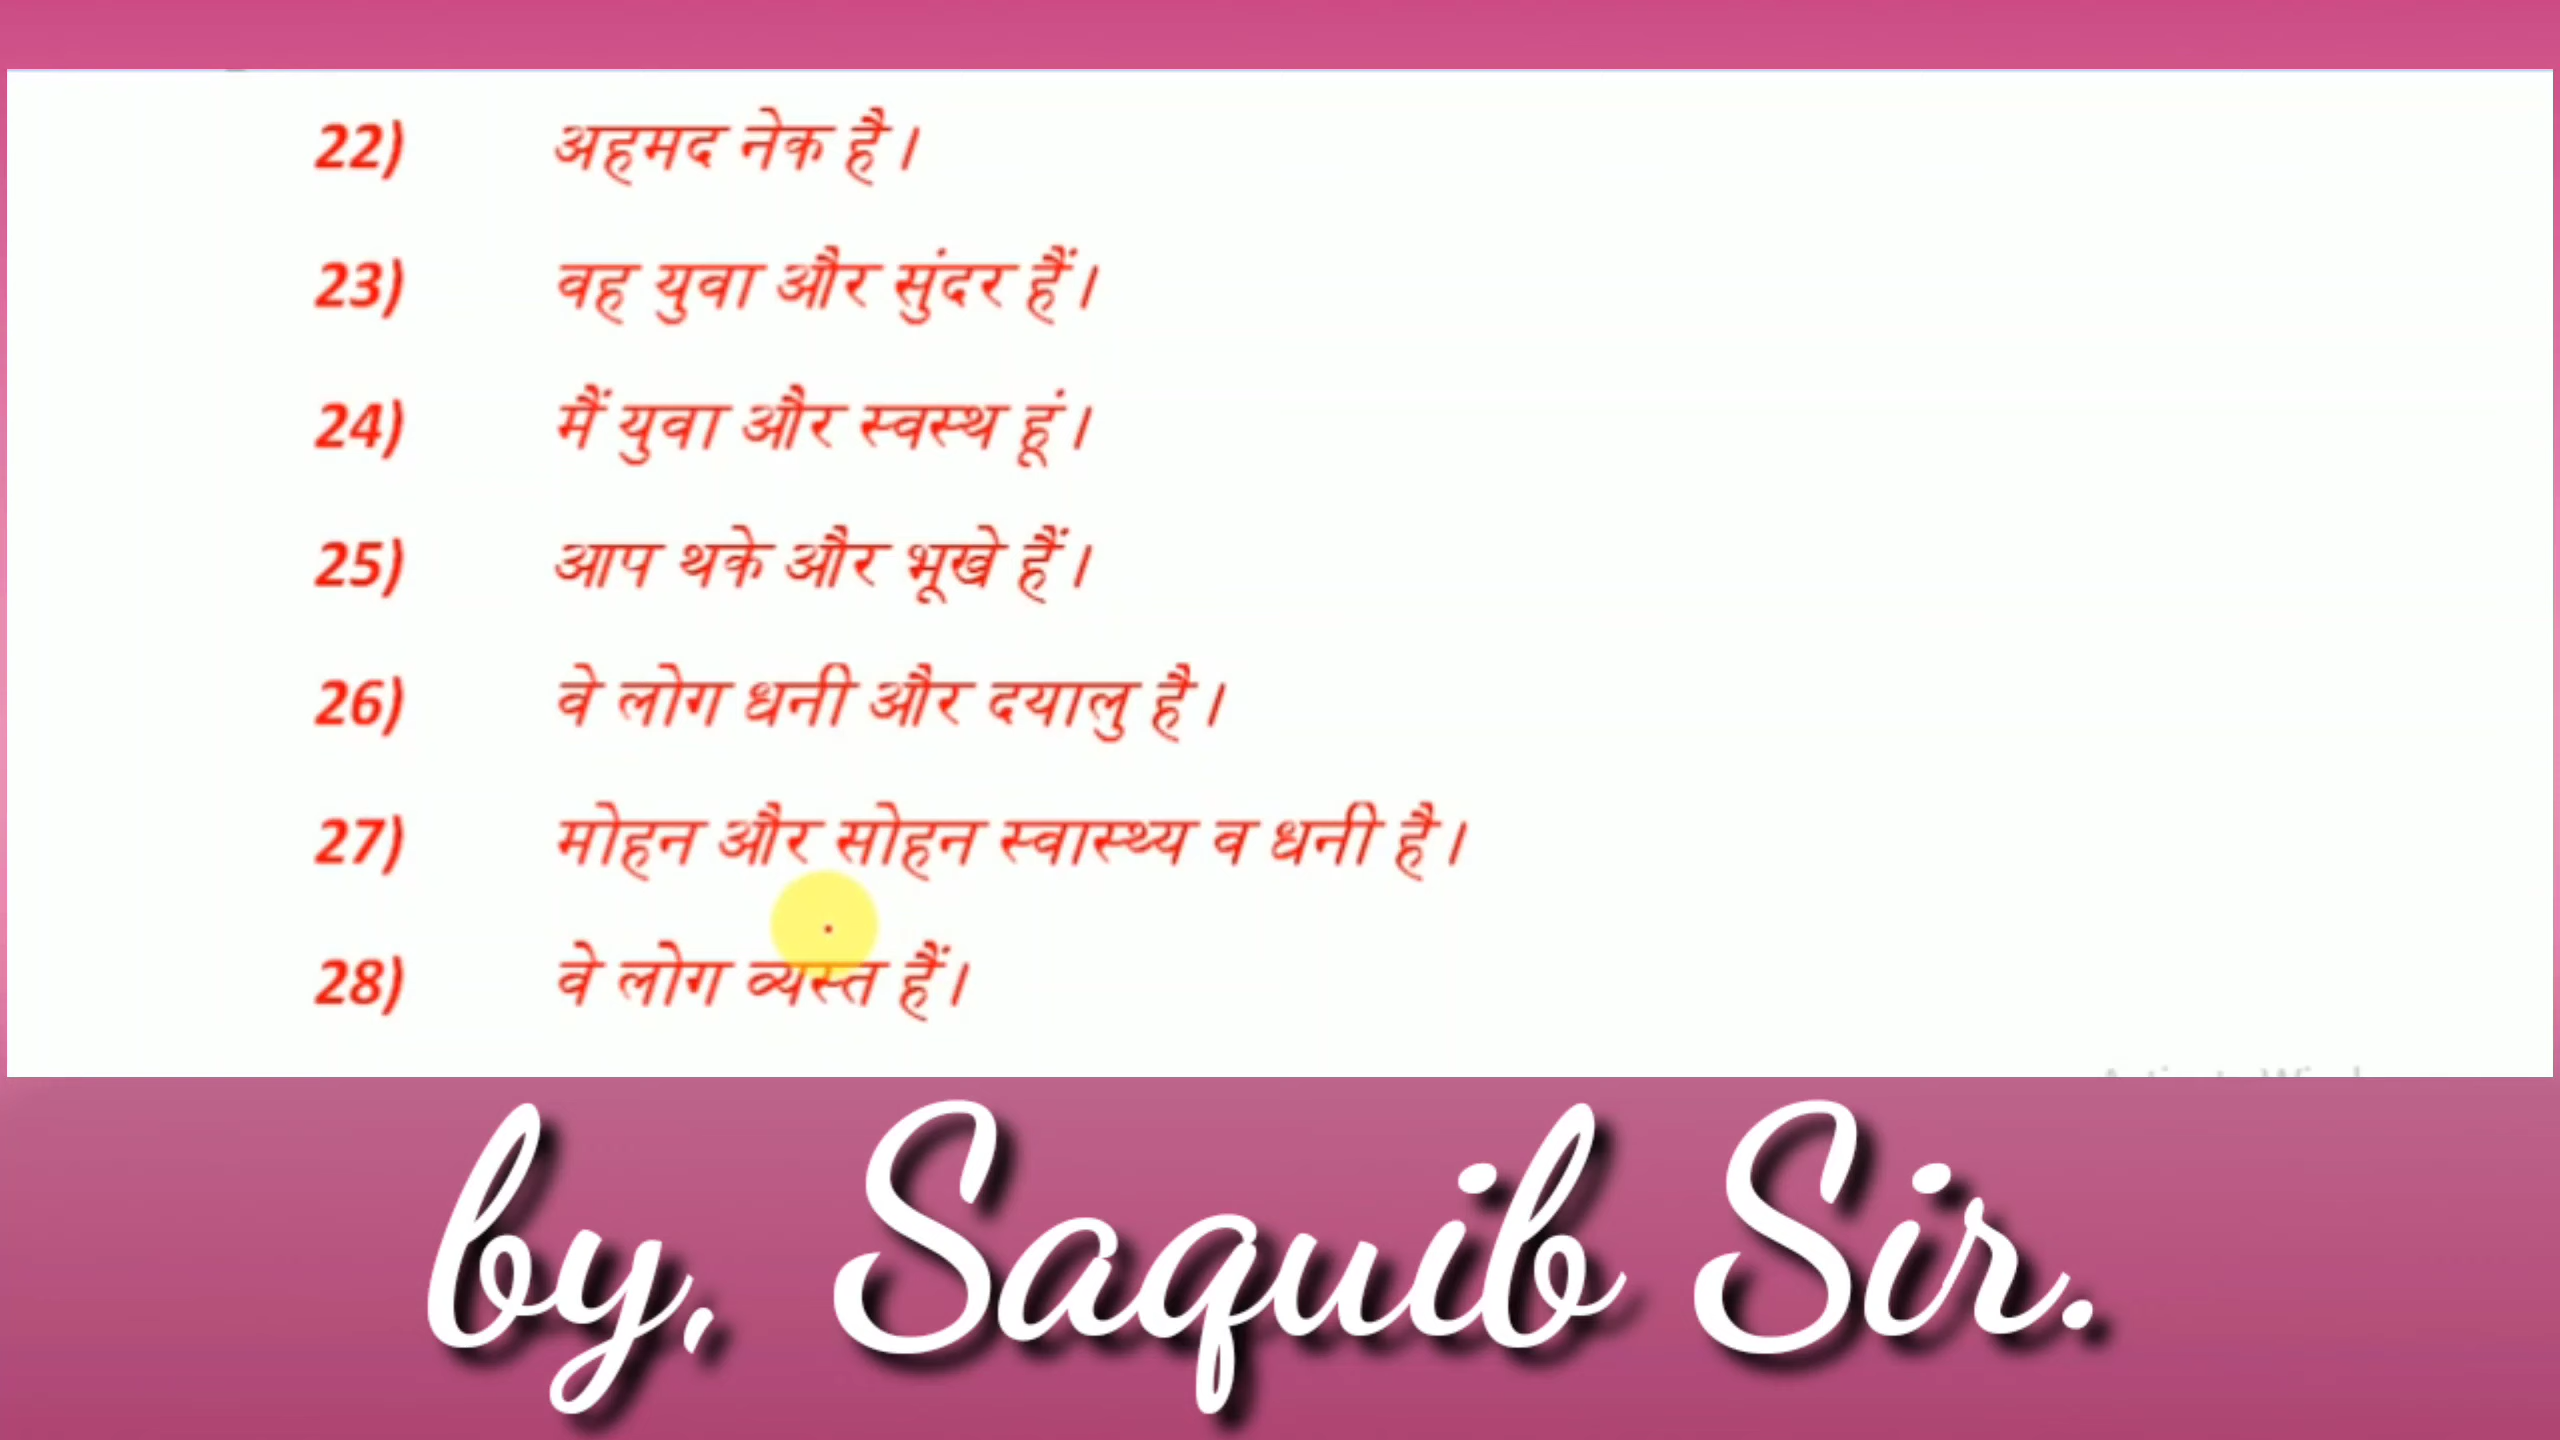 22) अहमद नेक है।
23) वह युवा और सुंदर हैं।
24) मैं युवा और स्वस्थ हूं।
25) आप थके और भूखे हैं।
26) वे लोग धनी और दयालु है।
27) मोहन और सोहन स्वास्थ्य व धनी है।
28) वे लोग व्यस्त हैं।
by, Saquib Sir.